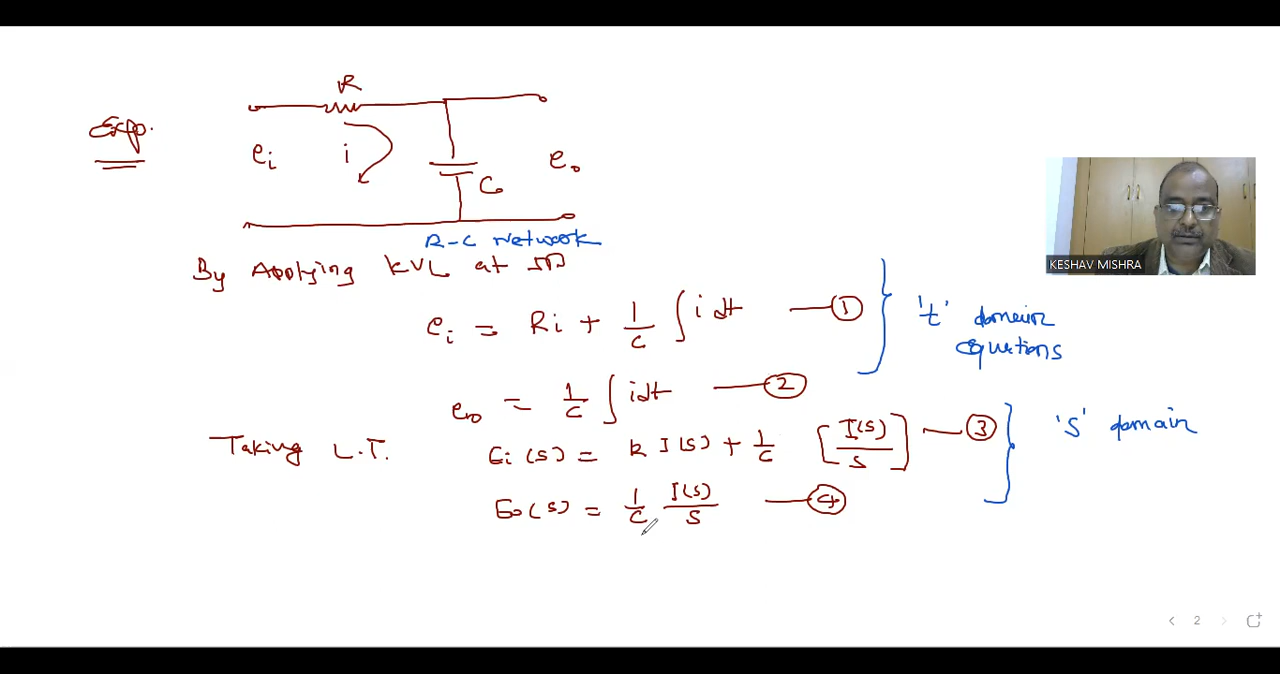 R
Exp.
ei i eo
C
R-C Network
By Applying KVL at
ei = Ri + 1/C ∫ i dt — ① 't' domain
equations
eo = 1/C ∫ idt — ②
Taking L.T. Ei(s) = R I(s) + 1/C [I(s)/s] — ③ 's' domain
Eo(s) = 1/C I(s)/s — ④
KESHAV MISHRA
2